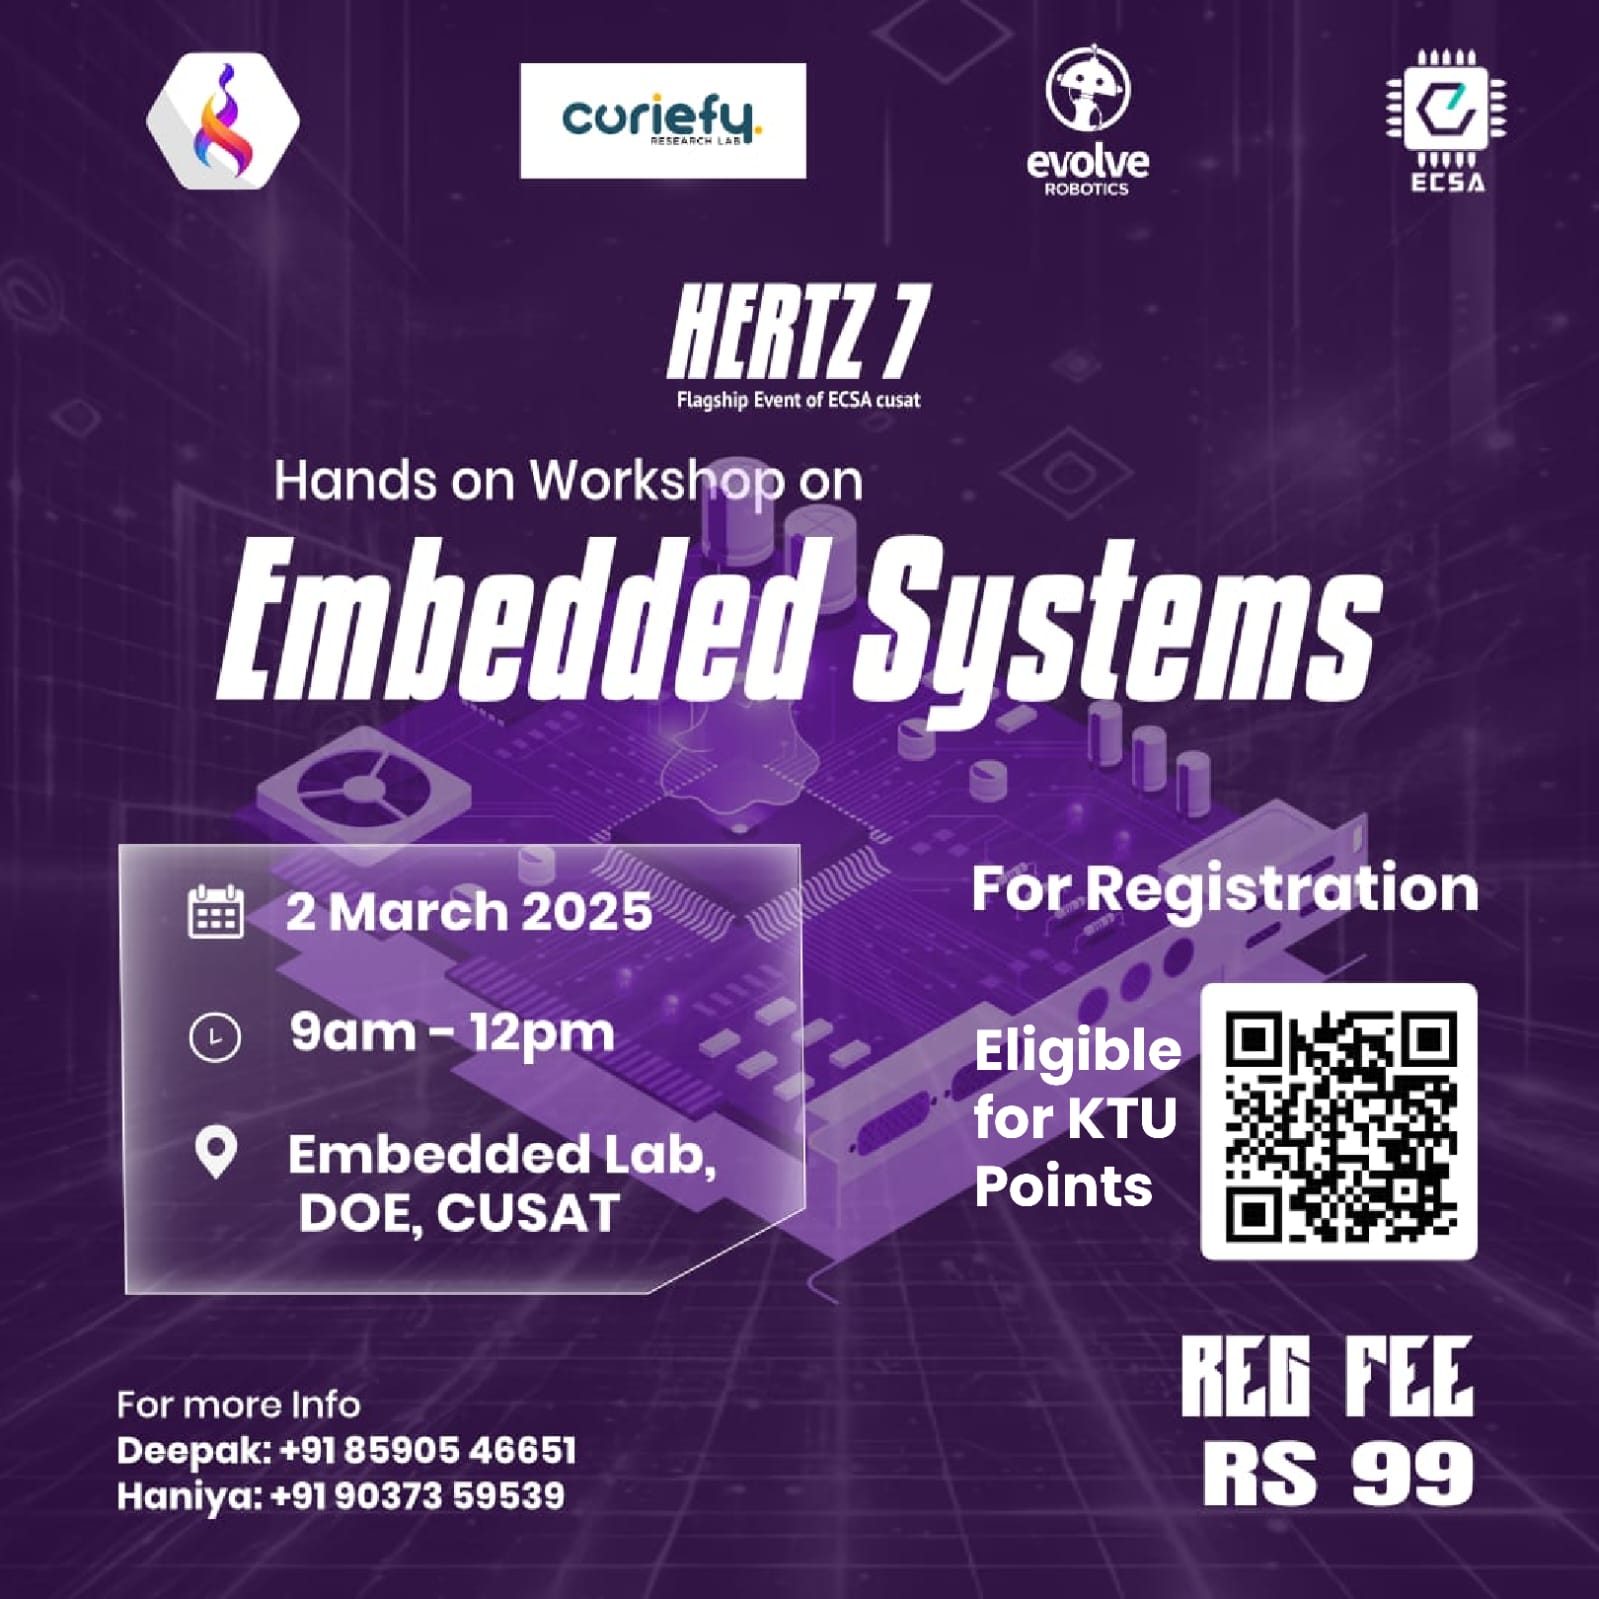 curiefy.
RESEARCH LAB
evolve
ROBOTICS
ECSA
HERTZ 7
Flagship Event of ECSA cusat
Hands on Workshop on
Embedded Systems
2 March 2025
9am - 12pm
Embedded Lab,
DOE, CUSAT
For Registration
Eligible
for KTU
Points
REG FEE
RS 99
For more Info
Deepak: +91 85905 46651
Haniya: +91 90373 59539